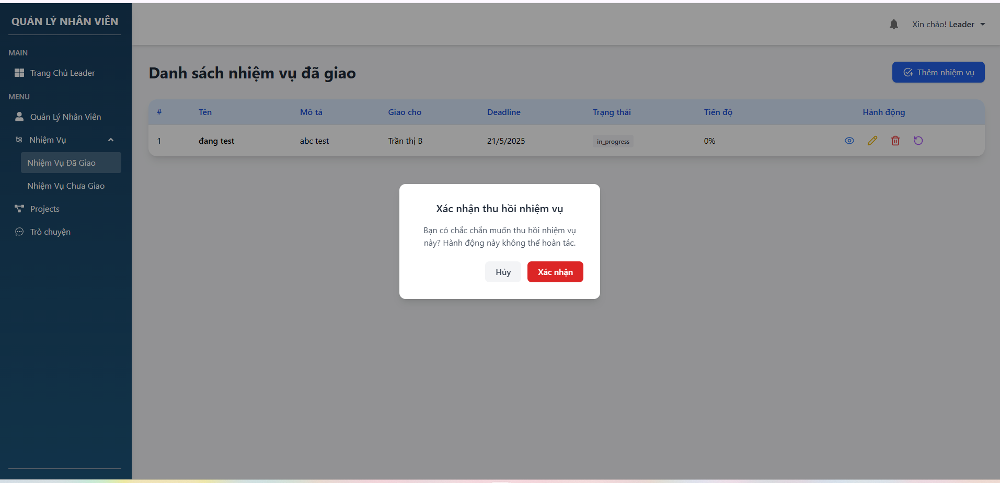 QUẢN LÝ NHÂN VIÊN
MAIN
Trang Chủ Leader
MENU
Quản Lý Nhân Viên
Nhiệm Vụ
Nhiệm Vụ Đã Giao
Nhiệm Vụ Chưa Giao
Projects
Trò chuyện
Xin chào! Leader
Danh sách nhiệm vụ đã giao
Thêm nhiệm vụ
# Tên Mô tả Giao cho Deadline Trạng thái Tiến độ Hành động
1 đang test abc test Trần thị B 21/5/2025 in_progress 0%
Xác nhận thu hồi nhiệm vụ
Bạn có chắc chắn muốn thu hồi nhiệm vụ
này? Hành động này không thể hoàn tác.
Hủy Xác nhận